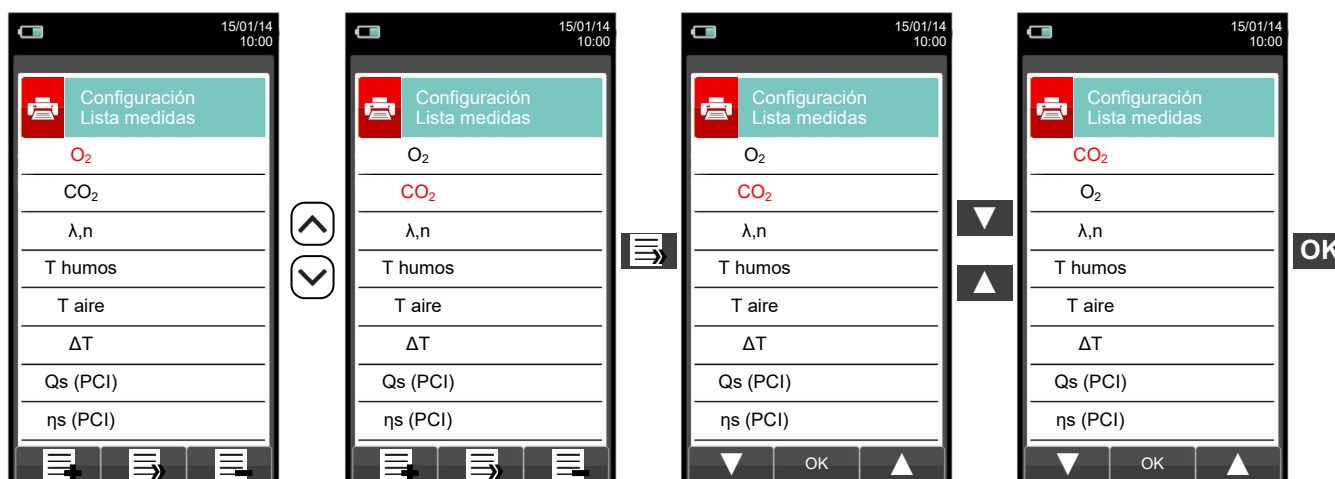 15/01/14
10:00
Configuración
Lista medidas
O₂
CO₂
λ,n
T humos
T aire
ΔT
Qs (PCI)
ηs (PCI)
15/01/14
10:00
Configuración
Lista medidas
O₂
CO₂
λ,n
T humos
T aire
ΔT
Qs (PCI)
ηs (PCI)
15/01/14
10:00
Configuración
Lista medidas
O₂
CO₂
λ,n
T humos
T aire
ΔT
Qs (PCI)
ηs (PCI)
OK
15/01/14
10:00
Configuración
Lista medidas
CO₂
O₂
λ,n
T humos
T aire
ΔT
Qs (PCI)
ηs (PCI)
OK
OK